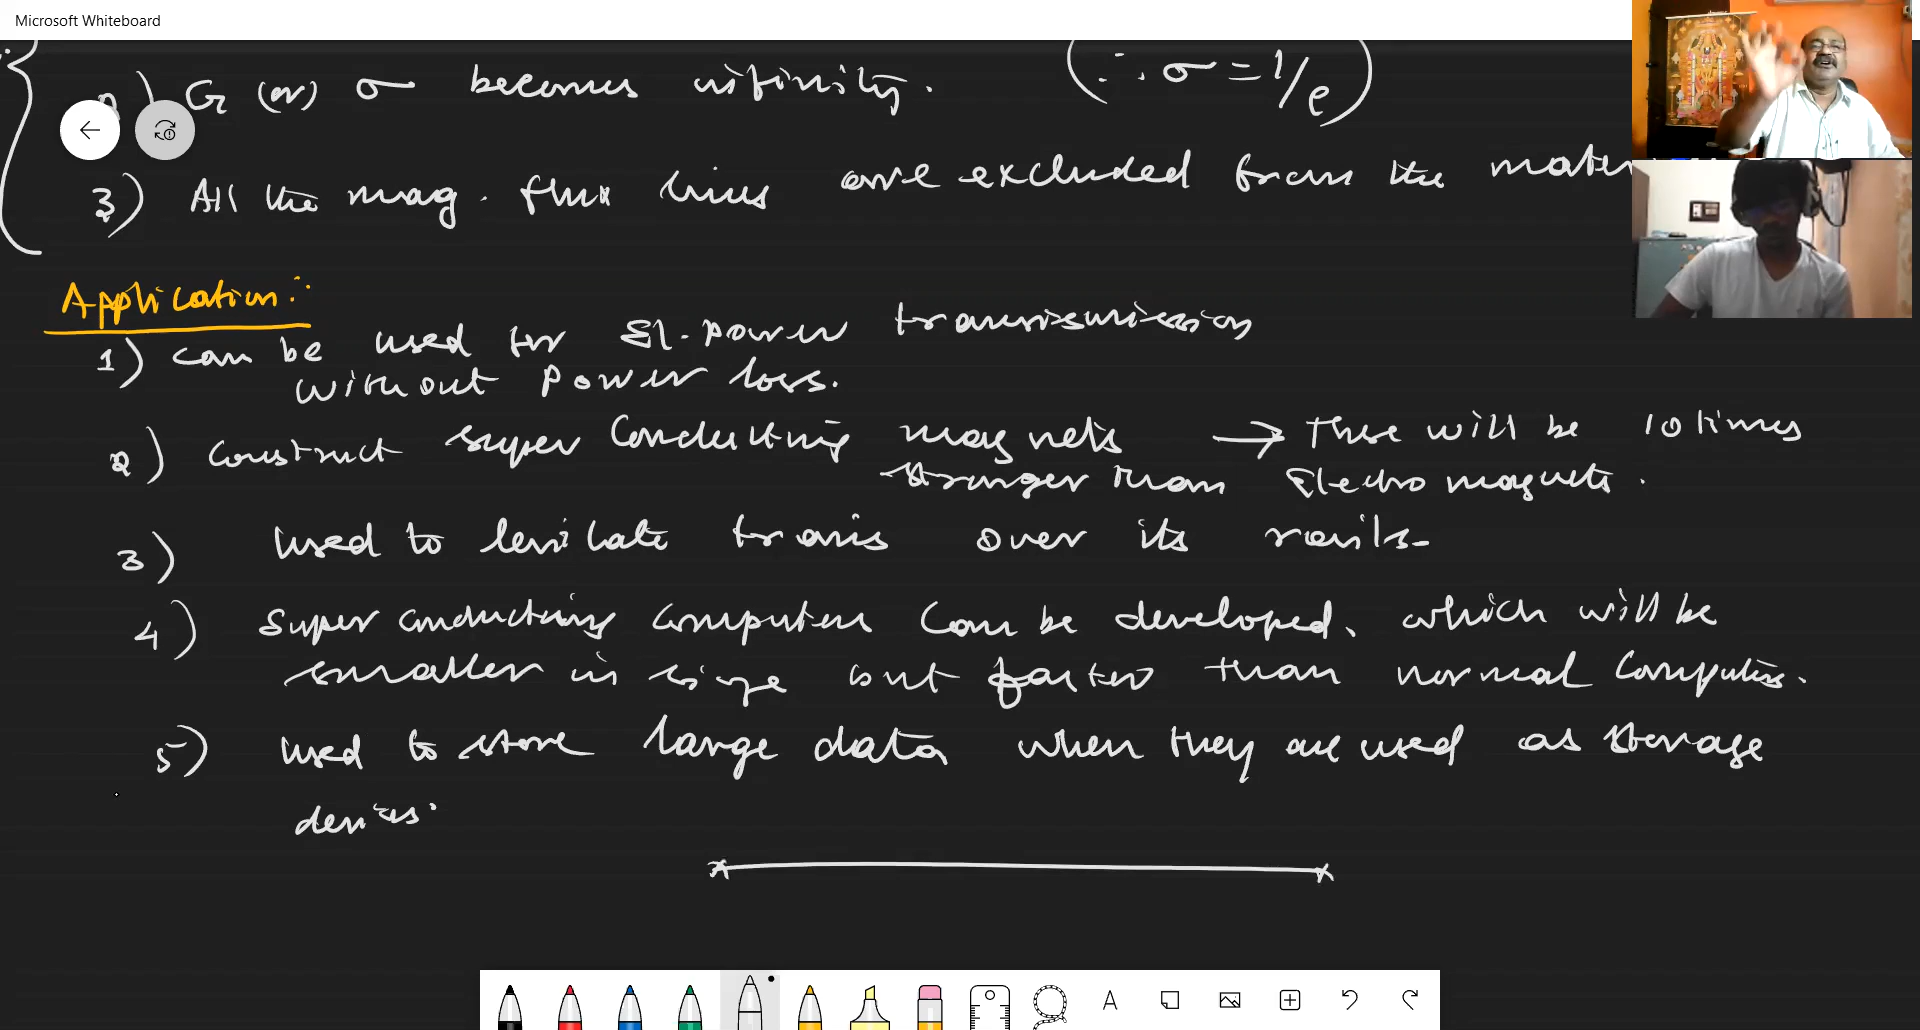 Microsoft Whiteboard
2) G (or) σ becomes infinity. (∵ σ = 1/ρ)
3) All the mag. flux lines are excluded from the mater
Application:
1) can be used for El. power transmission
without power loss.
2) Construct super conducting magnets → These will be 10 times
stronger than Electro magnets.
3) used to levitate trains over its rails.
4) Super conducting computers can be developed, which will be
smaller in size but faster than normal computers.
5) used to store large data when they are used as storage
devices.